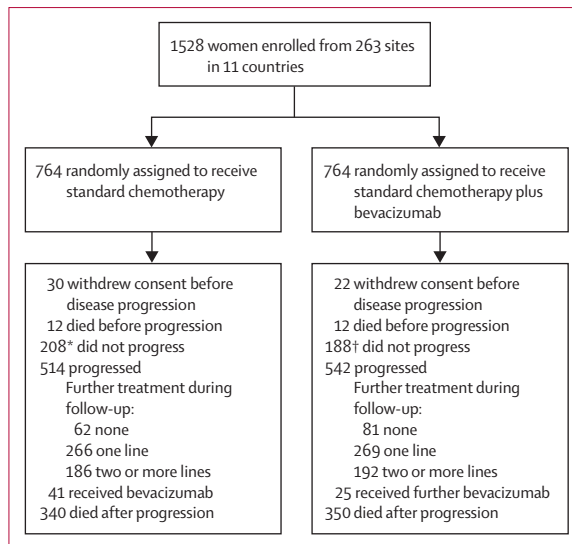 1528 women enrolled from 263 sites
in 11 countries
764 randomly assigned to receive
standard chemotherapy
764 randomly assigned to receive
standard chemotherapy plus
bevacizumab
30 withdrew consent before
disease progression
12 died before progression
208* did not progress
514 progressed
Further treatment during
follow-up:
62 none
266 one line
186 two or more lines
41 received bevacizumab
340 died after progression
22 withdrew consent before
disease progression
12 died before progression
188† did not progress
542 progressed
Further treatment during
follow-up:
81 none
269 one line
192 two or more lines
25 received further bevacizumab
350 died after progression